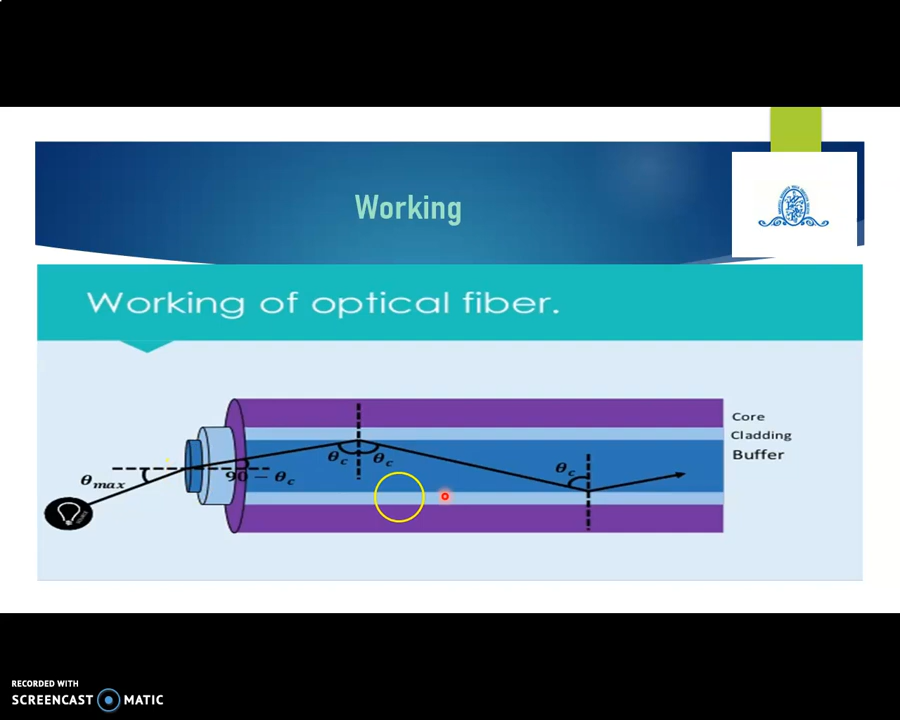 Working
Working of optical fiber.
Core
Cladding
Buffer
θc θc
θc
90 − θc
θmax
RECORDED WITH
SCREENCAST MATIC